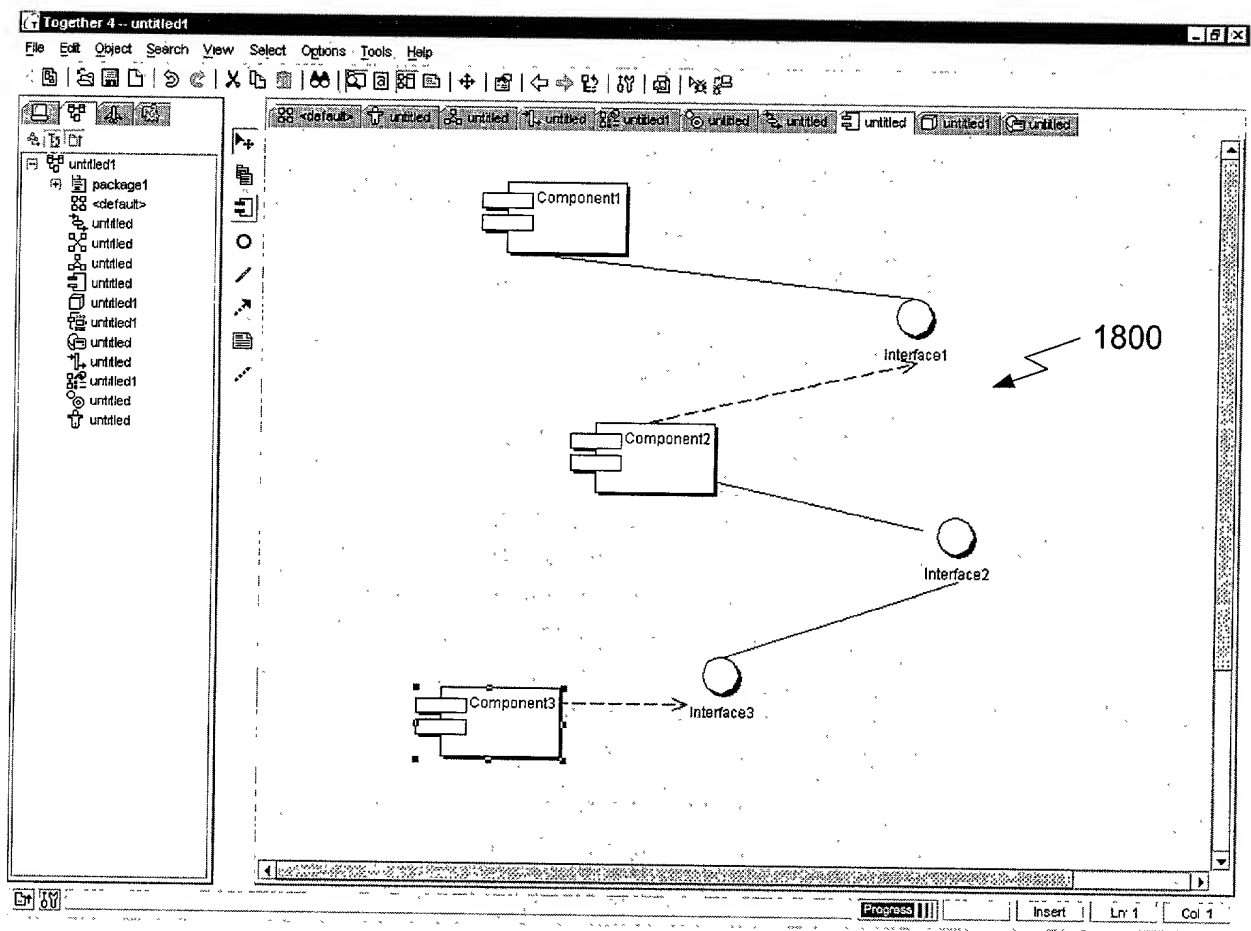 Together 4 -- untitled1
File Edit Object Search View Select Options Tools Help
<default> untitled untitled untitled untitled1 untitled untitled untitled untitled1 untitled
untitled1
package1
<default>
untitled
untitled
untitled
untitled
untitled1
untitled1
untitled
untitled
untitled1
untitled
untitled
Component1
Interface1
1800
Component2
Interface2
Component3
Interface3
Progress Insert Ln 1 Col 1